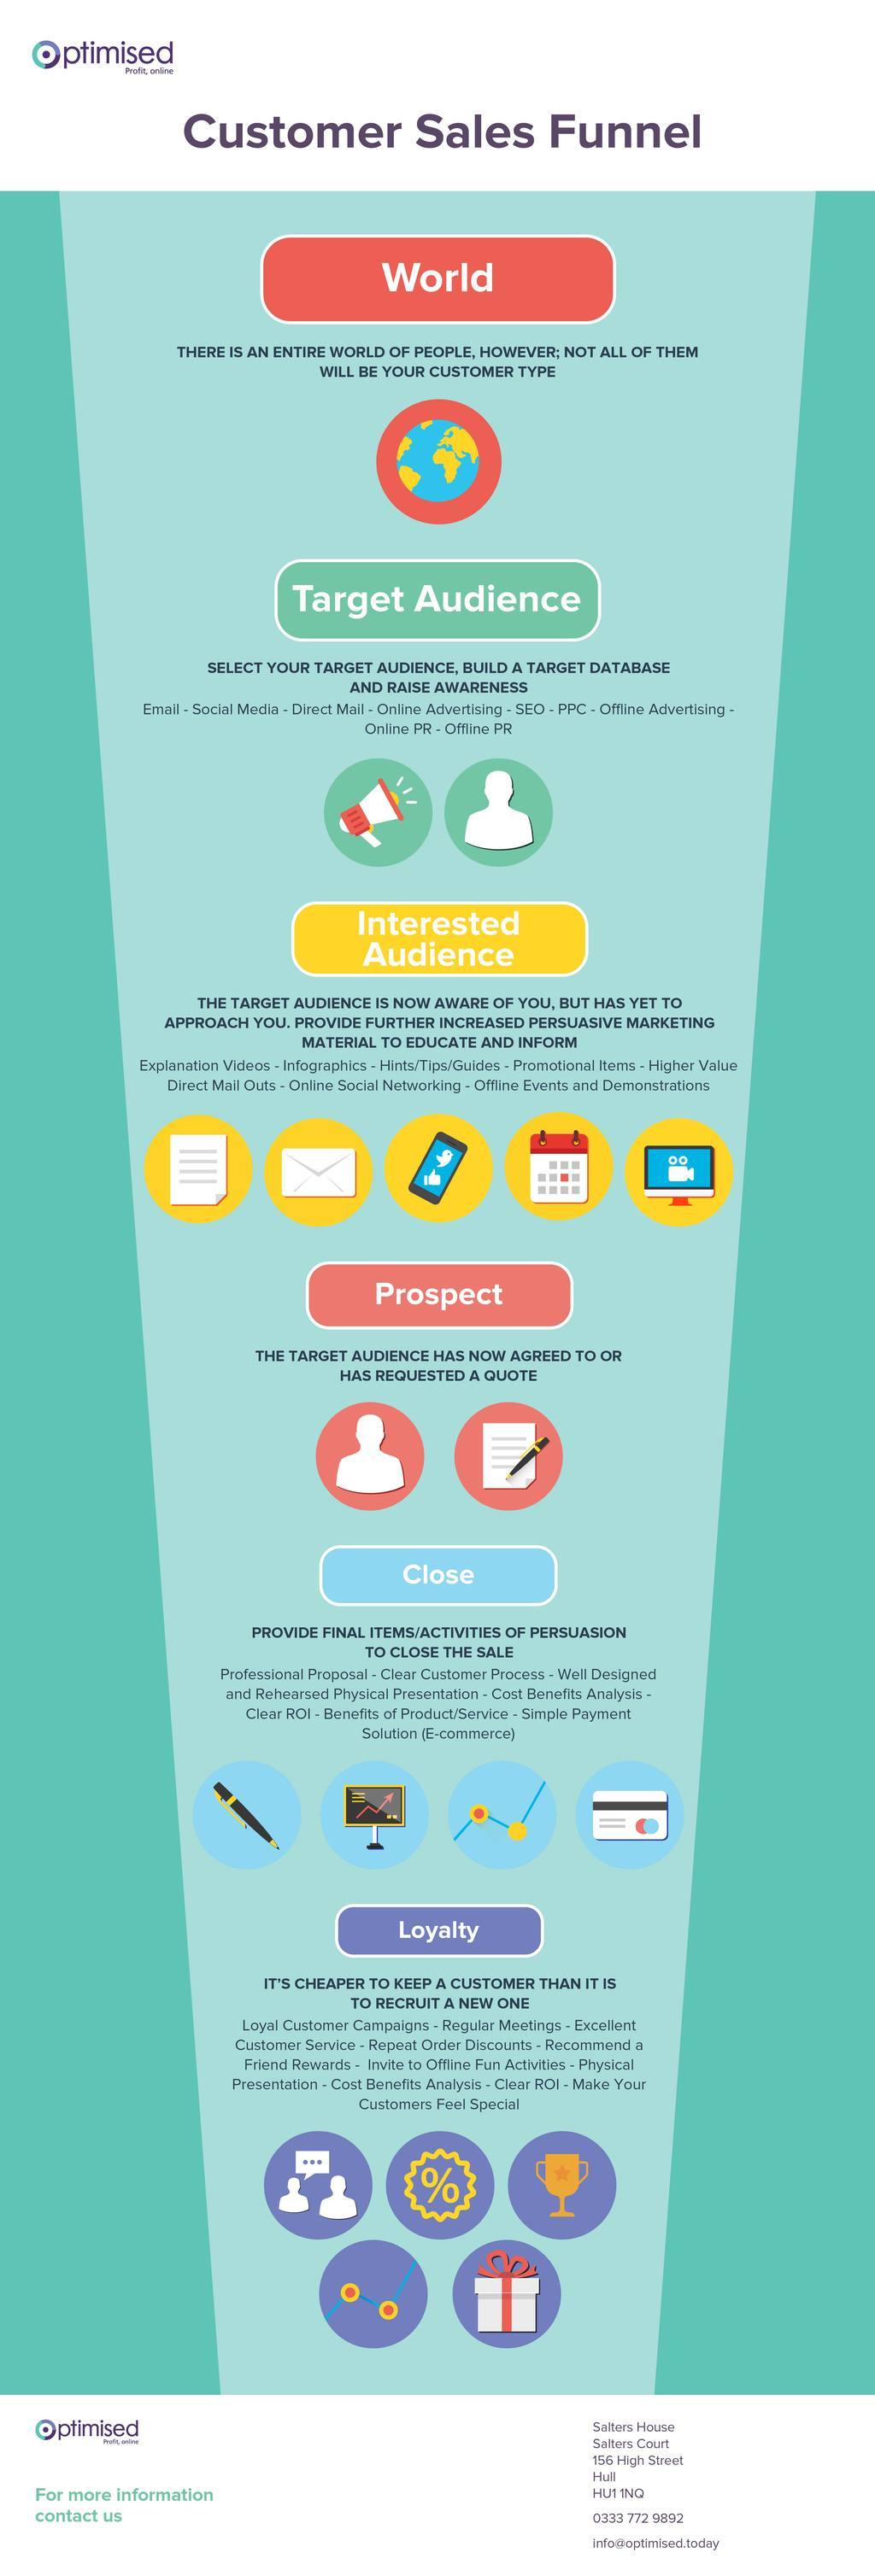 Optimised
Profit, online
Customer Sales Funnel
World
THERE IS AN ENTIRE WORLD OF PEOPLE, HOWEVER; NOT ALL OF THEM
WILL BE YOUR CUSTOMER TYPE
Target Audience
SELECT YOUR TARGET AUDIENCE, BUILD A TARGET DATABASE
AND RAISE AWARENESS
Email - Social Media - Direct Mail - Online Advertising - SEO - PPC - Offline Advertising -
Online PR - Offline PR
Interested
Audience
THE TARGET AUDIENCE IS NOW AWARE OF YOU, BUT HAS YET TO
APPROACH YOU. PROVIDE FURTHER INCREASED PERSUASIVE MARKETING
MATERIAL TO EDUCATE AND INFORM
Explanation Videos - Infographics - Hints/Tips/Guides - Promotional Items - Higher Value
Direct Mail Outs - Online Social Networking - Offline Events and Demonstrations
Prospect
THE TARGET AUDIENCE HAS NOW AGREED TO OR
HAS REQUESTED A QUOTE
Close
PROVIDE FINAL ITEMS/ACTIVITIES OF PERSUASION
TO CLOSE THE SALE
Professional Proposal - Clear Customer Process - Well Designed
and Rehearsed Physical Presentation - Cost Benefits Analysis -
Clear ROI - Benefits of Product/Service - Simple Payment
Solution (E-commerce)
Loyalty
IT'S CHEAPER TO KEEP A CUSTOMER THAN IT IS
TO RECRUIT A NEW ONE
Loyal Customer Campaigns - Regular Meetings - Excellent
Customer Service - Repeat Order Discounts - Recommend a
Friend Rewards - Invite to Offline Fun Activities - Physical
Presentation - Cost Benefits Analysis - Clear ROI - Make Your
Customers Feel Special
%
Optimised
Profit, online
For more information
contact us
Salters House
Salters Court
156 High Street
Hull
HU1 1NQ
0333 772 9892
info@optimised.today